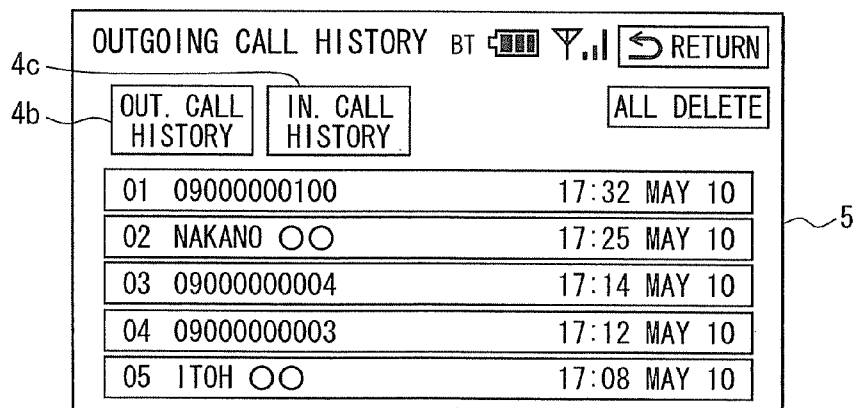 OUTGOING CALL HISTORY BT RETURN
4c
4b
OUT. CALL HISTORY
IN. CALL HISTORY
ALL DELETE
01 09000000100 17:32 MAY 10
02 NAKANO ○○ 17:25 MAY 10
5
03 09000000004 17:14 MAY 10
04 09000000003 17:12 MAY 10
05 ITOH ○○ 17:08 MAY 10